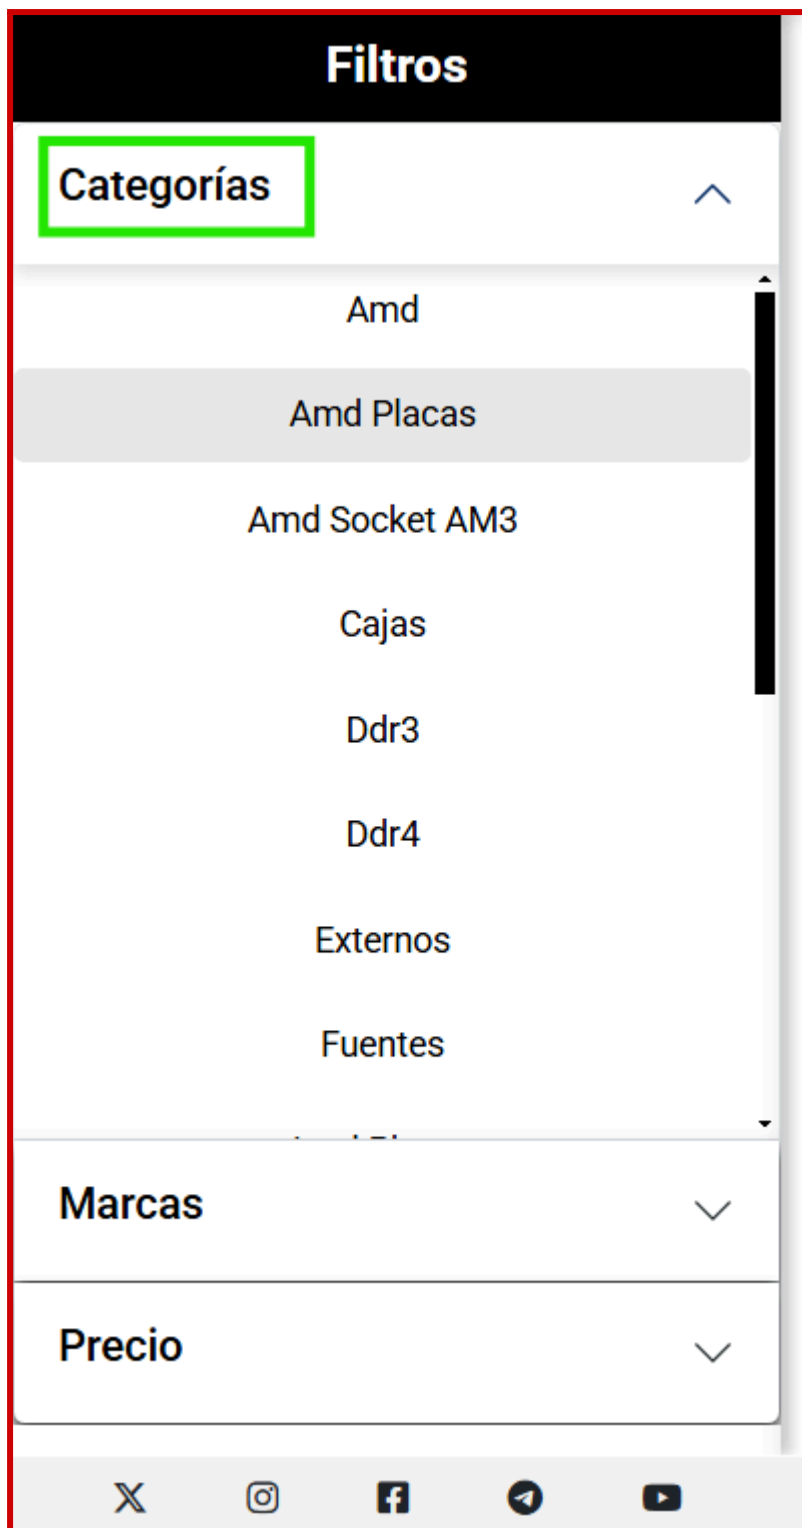 Filtros
Categorías
Amd
Amd Placas
Amd Socket AM3
Cajas
Ddr3
Ddr4
Externos
Fuentes
Marcas
Precio